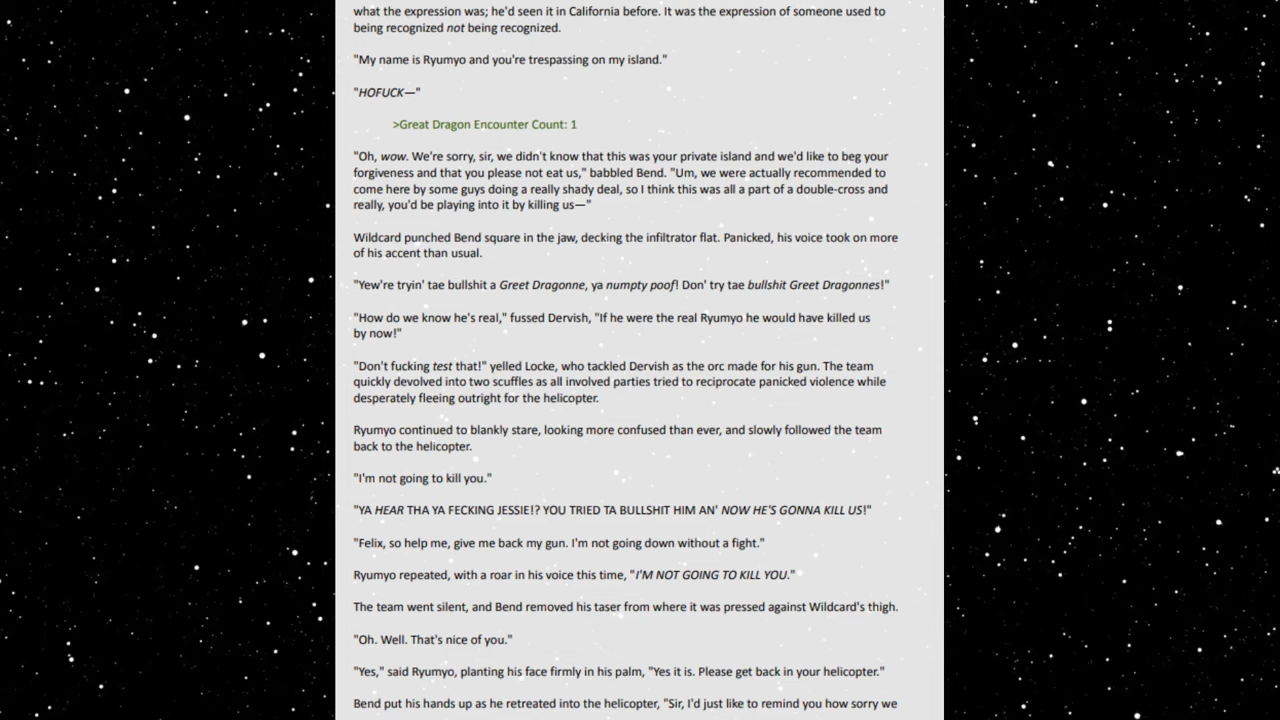 what the expression was; he'd seen it in California before. It was the expression of someone used to
being recognized not being recognized.
"My name is Ryumyo and you're trespassing on my island."
"HOFUCK—"
>Great Dragon Encounter Count: 1
"Oh, wow. We're sorry, sir, we didn't know that this was your private island and we'd like to beg your
forgiveness and that you please not eat us," babbled Bend. "Um, we were actually recommended to
come here by some guys doing a really shady deal, so I think this was all a part of a double-cross and
really, you'd be playing into it by killing us—"
Wildcard punched Bend square in the jaw, decking the infiltrator flat. Panicked, his voice took on more
of his accent than usual.
"Yew're tryin' tae bullshit a Greet Dragonne, ya numpty poof! Don' try tae bullshit Greet Dragonnes!"
"How do we know he's real," fussed Dervish, "If he were the real Ryumyo he would have killed us
by now!"
"Don't fucking test that!" yelled Locke, who tackled Dervish as the orc made for his gun. The team
quickly devolved into two scuffles as all involved parties tried to reciprocate panicked violence while
desperately fleeing outright for the helicopter.
Ryumyo continued to blankly stare, looking more confused than ever, and slowly followed the team
back to the helicopter.
"I'm not going to kill you."
"YA HEAR THA YA FECKING JESSIE!? YOU TRIED TA BULLSHIT HIM AN' NOW HE'S GONNA KILL US!"
"Felix, so help me, give me back my gun. I'm not going down without a fight."
Ryumyo repeated, with a roar in his voice this time, "I'M NOT GOING TO KILL YOU."
The team went silent, and Bend removed his taser from where it was pressed against Wildcard's thigh.
"Oh. Well. That's nice of you."
"Yes," said Ryumyo, planting his face firmly in his palm, "Yes it is. Please get back in your helicopter."
Bend put his hands up as he retreated into the helicopter, "Sir, I'd just like to remind you how sorry we